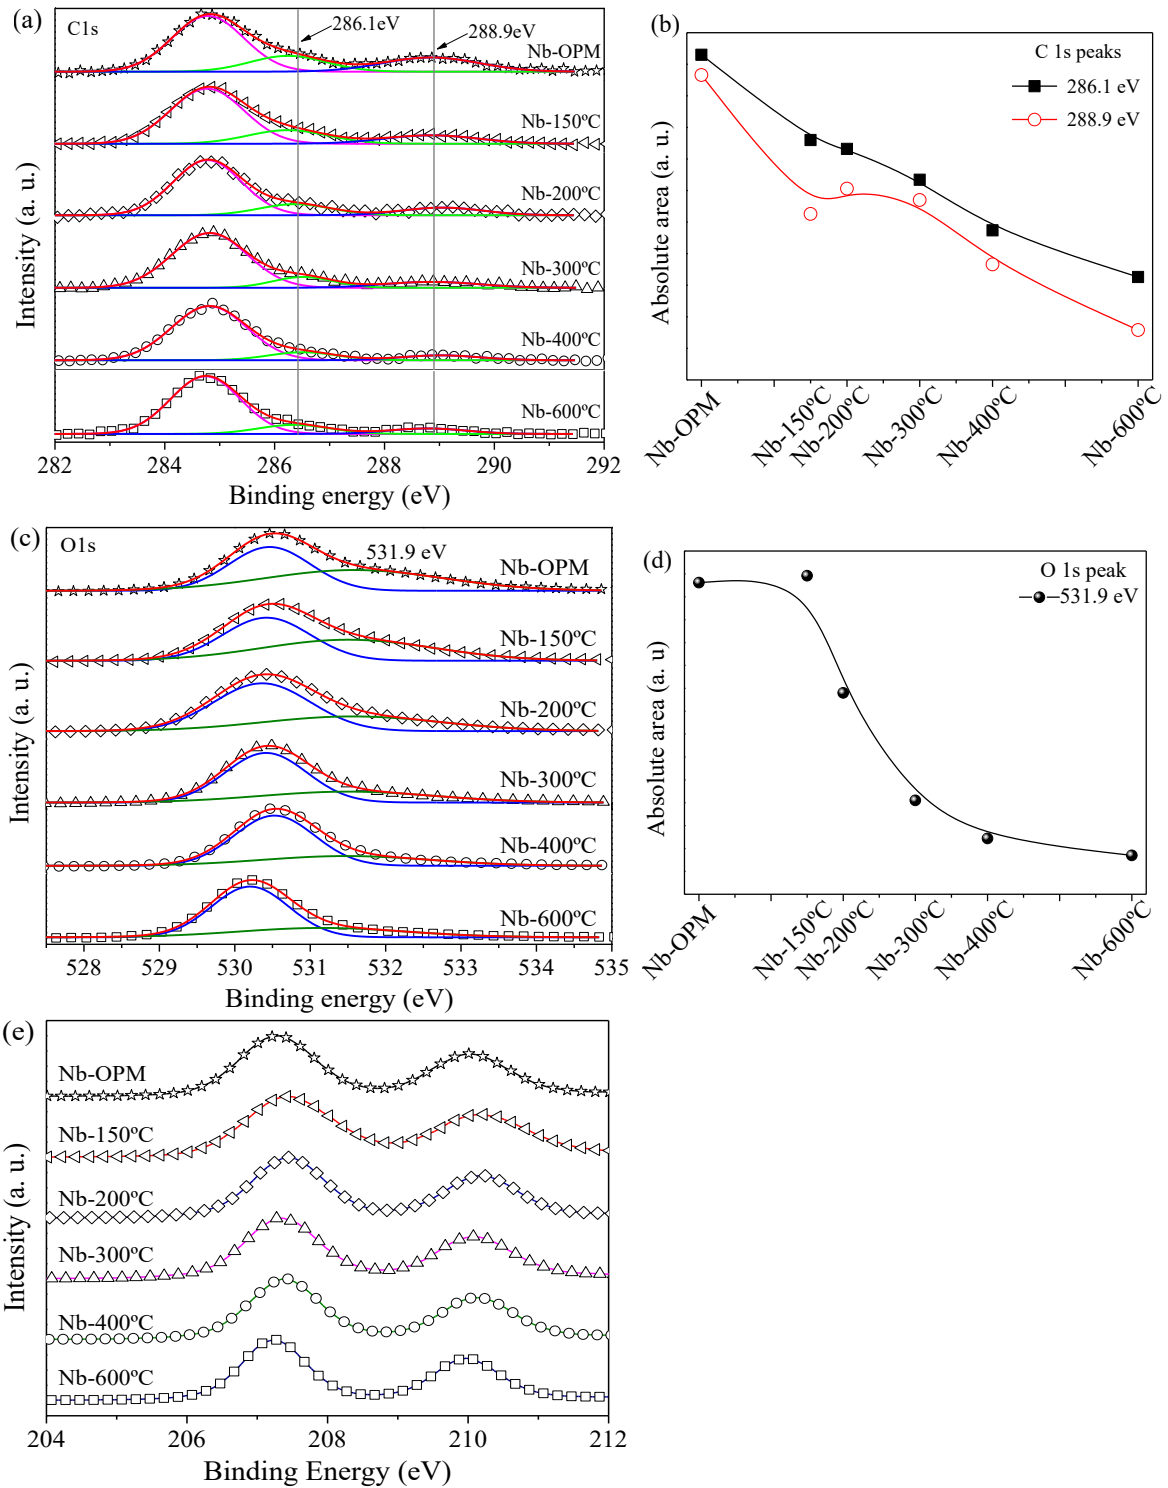 (a)
C1s
286.1eV
288.9eV
Nb-OPM
Nb-150ºC
Nb-200ºC
Nb-300ºC
Nb-400ºC
Nb-600ºC
Intensity (a. u.)
282 284 286 288 290 292
Binding energy (eV)
(b)
C 1s peaks
286.1 eV
288.9 eV
Absolute area (a. u.)
Nb-OPM
Nb-150ºC
Nb-200ºC
Nb-300ºC
Nb-400ºC
Nb-600ºC
(c)
O1s
531.9 eV
Nb-OPM
Nb-150ºC
Nb-200ºC
Nb-300ºC
Nb-400ºC
Nb-600ºC
Intensity (a. u.)
528 529 530 531 532 533 534 535
Binding energy (eV)
(d)
O 1s peak
531.9 eV
Absolute area (a. u)
Nb-OPM
Nb-150ºC
Nb-200ºC
Nb-300ºC
Nb-400ºC
Nb-600ºC
(e)
Nb-OPM
Nb-150ºC
Nb-200ºC
Nb-300ºC
Nb-400ºC
Nb-600ºC
Intensity (a. u.)
204 206 207 208 210 212
Binding Energy (eV)